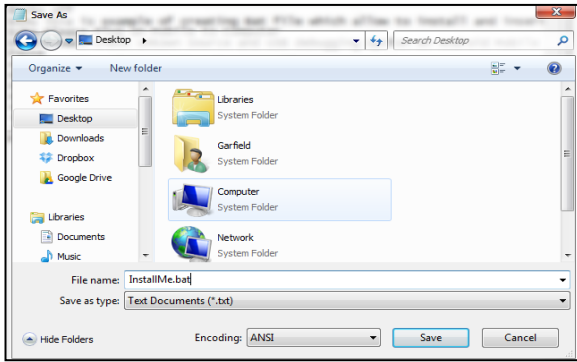 Save As
Desktop
Search Desktop
Organize
New folder
Favorites
Desktop
Downloads
Dropbox
Google Drive
Libraries
Documents
Music
Libraries
System Folder
Garfield
System Folder
Computer
System Folder
Network
System Folder
File name: InstallMe.bat
Save as type: Text Documents (*.txt)
Hide Folders
Encoding: ANSI
Save
Cancel